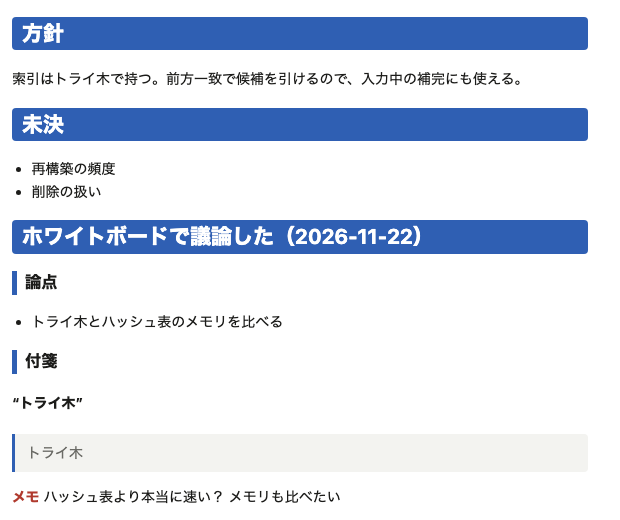 方針
索引はトライ木で持つ。前方一致で候補を引けるので、入力中の補完にも使える。
未決
再構築の頻度
削除の扱い
ホワイトボードで議論した（2026-11-22）
論点
トライ木とハッシュ表のメモリを比べる
付箋
“トライ木”
トライ木
メモ ハッシュ表より本当に速い？ メモリも比べたい